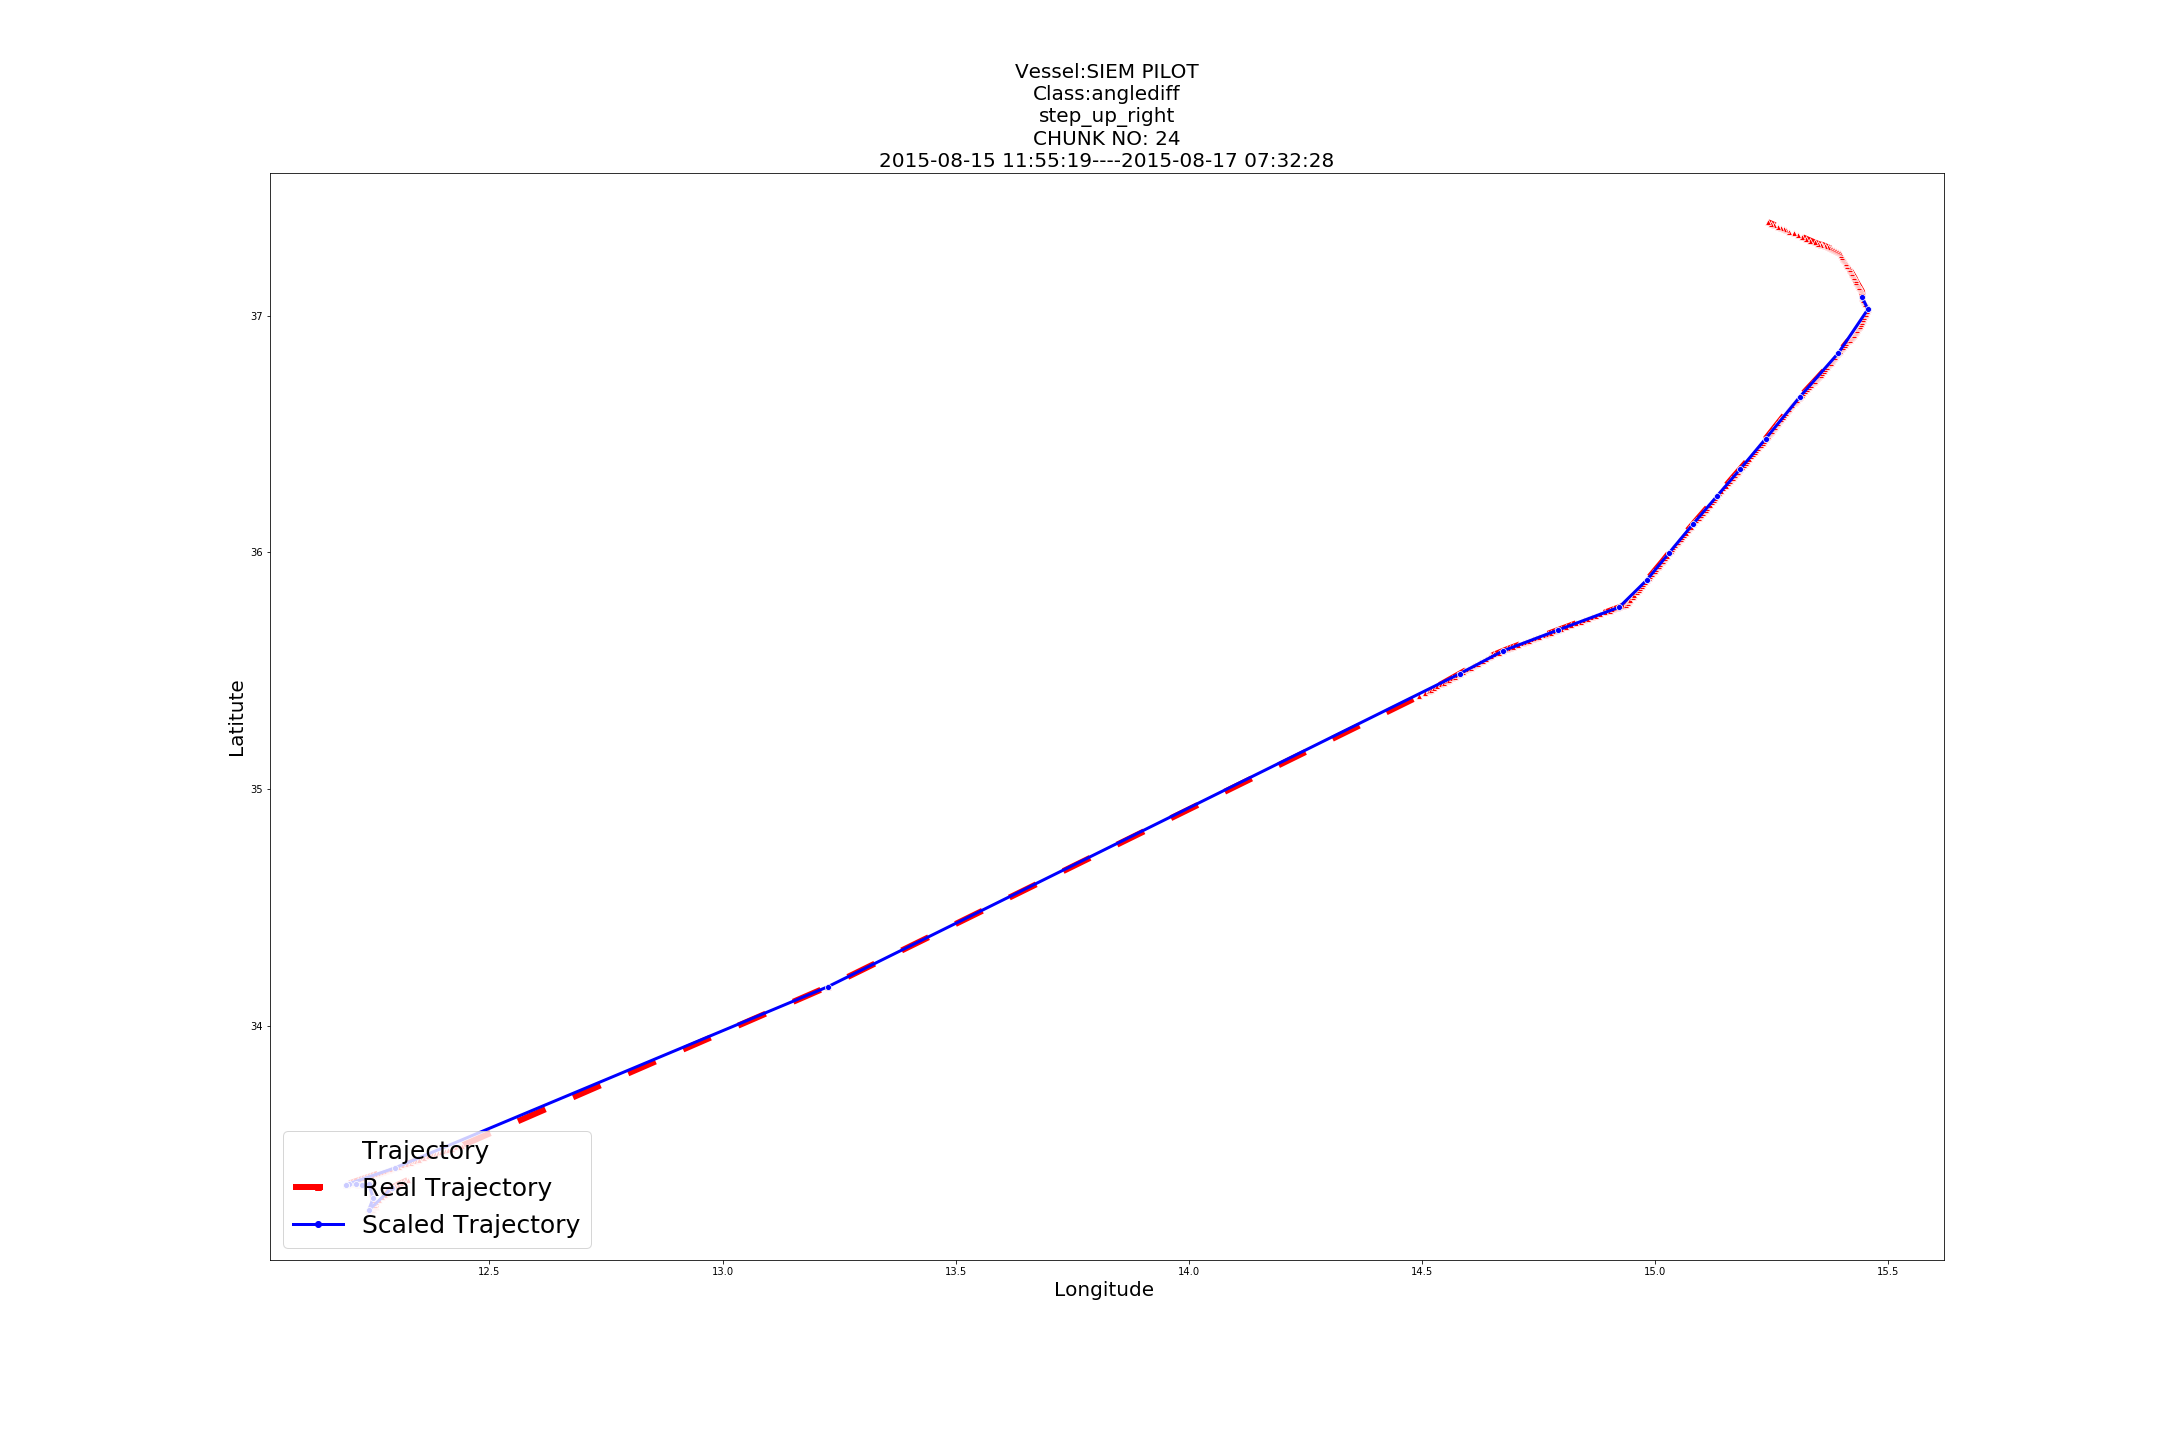 Vessel:SIEM PILOT
Class:anglediff
step_up_right
CHUNK NO: 24
2015-08-15 11:55:19----2015-08-17 07:32:28
37
36
35
34
Latitute
Trajectory
Real Trajectory
Scaled Trajectory
12.5
13.0
13.5
14.0
14.5
15.0
15.5
Longitude